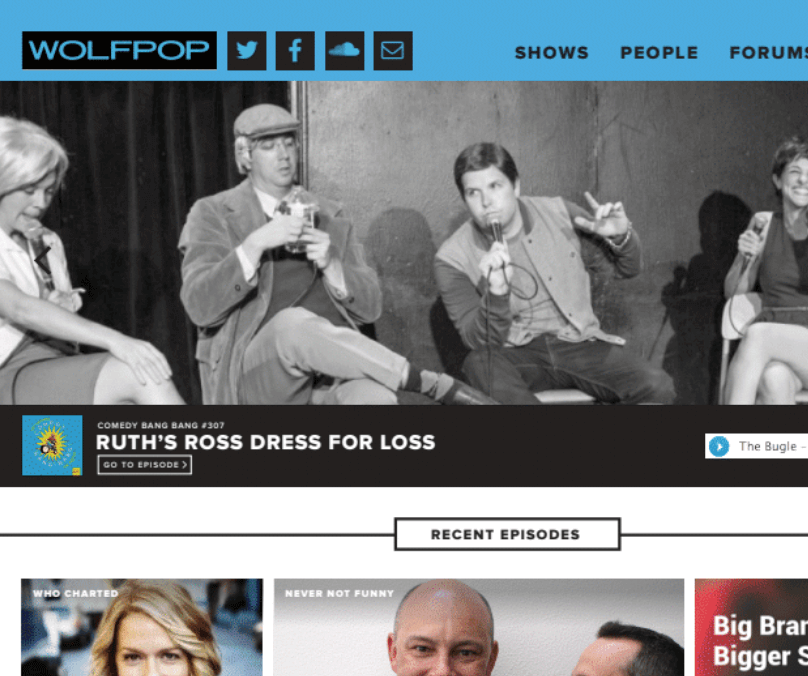 WOLFPOP
SHOWS PEOPLE FORUMS
COMEDY BANG BANG #307
RUTH'S ROSS DRESS FOR LOSS
GO TO EPISODE >
The Bugle -
RECENT EPISODES
WHO CHARTED
NEVER NOT FUNNY
Big Bran
Bigger S